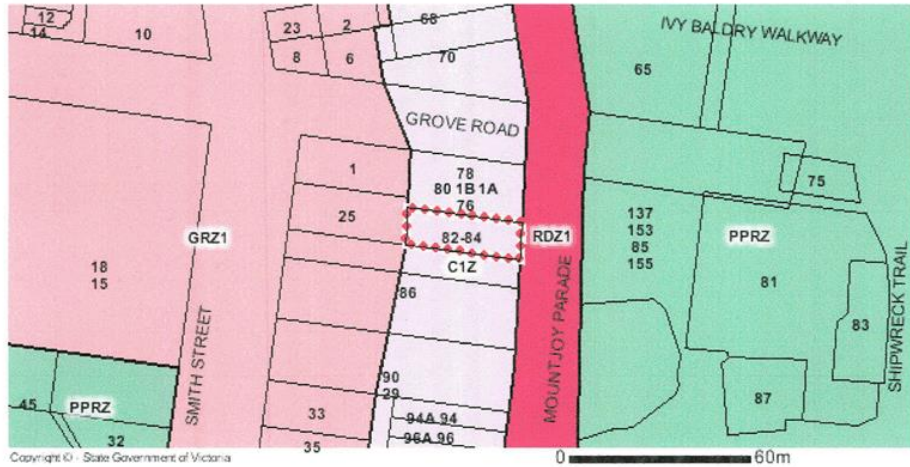 12
14
10
23
2
8
6
68
70
IVY BALDRY WALKWAY
65
GROVE ROAD
1
78
80 1B 1A
76
75
25
82-84
GRZ1
RDZ1
C1Z
137
153
85
155
PPRZ
81
18
15
86
83
SMITH STREET
MOUNTJOY PARADE
SHIPWRECK TRAIL
90
29
87
PPRZ
45
32
33
35
94A 94
96A 96
Copyright © - State Government of Victoria
0 60m